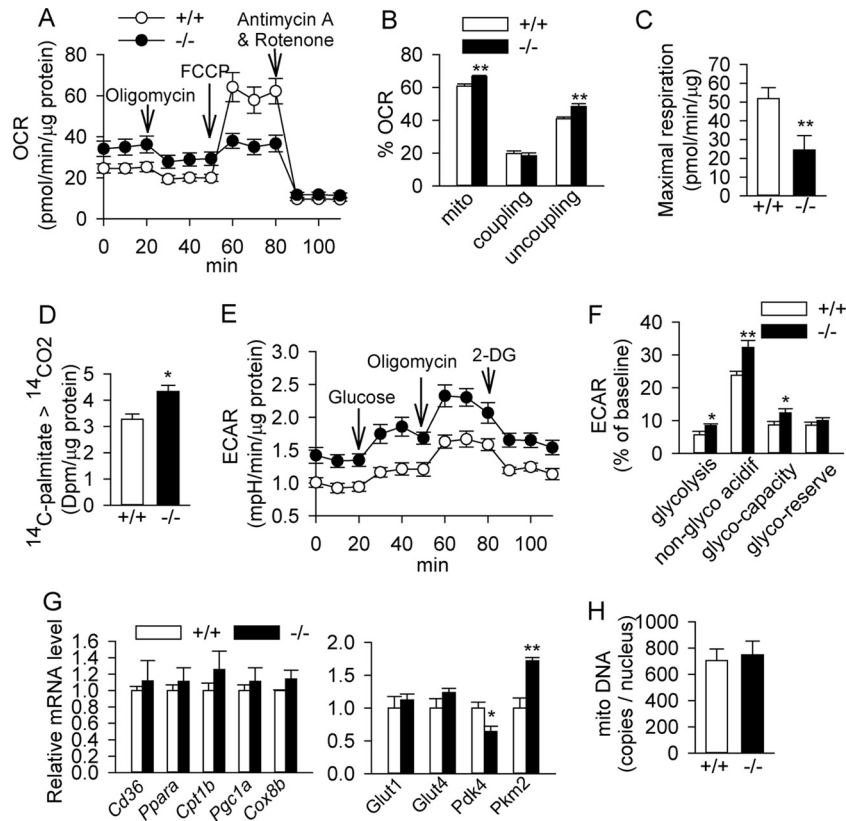 A
+/+
-/-
Antimycin A
& Rotenone
FCCP
Oligomycin
OCR
(pmol/min/µg protein)
80
60
40
20
0
0 20 40 60 80 100
min
B
+/+
-/-
% OCR
80
60
40
20
0
**
**
mito
coupling
uncoupling
C
Maximal respiration
(pmol/min/µg)
70
60
50
40
30
20
10
0
**
+/+ -/-
D
14C-palmitate > 14CO2
(Dpm/µg protein)
5
4
3
2
1
0
*
+/+ -/-
E
ECAR
(mpH/min/µg protein)
3.0
2.5
2.0
1.5
1.0
0.5
Glucose
Oligomycin
2-DG
0 20 40 60 80 100
min
F
+/+
-/-
ECAR
(% of baseline)
40
30
20
10
0
*
**
*
glycolysis
non-glyco acidif
glyco-capacity
glyco-reserve
G
+/+
-/-
Relative mRNA level
1.6
1.4
1.2
1.0
0.8
0.6
0.4
0.2
0.0
Cd36
Ppara
Cpt1b
Pgc1a
Cox8b
2.0
1.5
1.0
0.5
0.0
*
**
Glut1
Glut4
Pdk4
Pkm2
H
mito DNA
(copies / nucleus)
1000
800
600
400
200
0
+/+ -/-